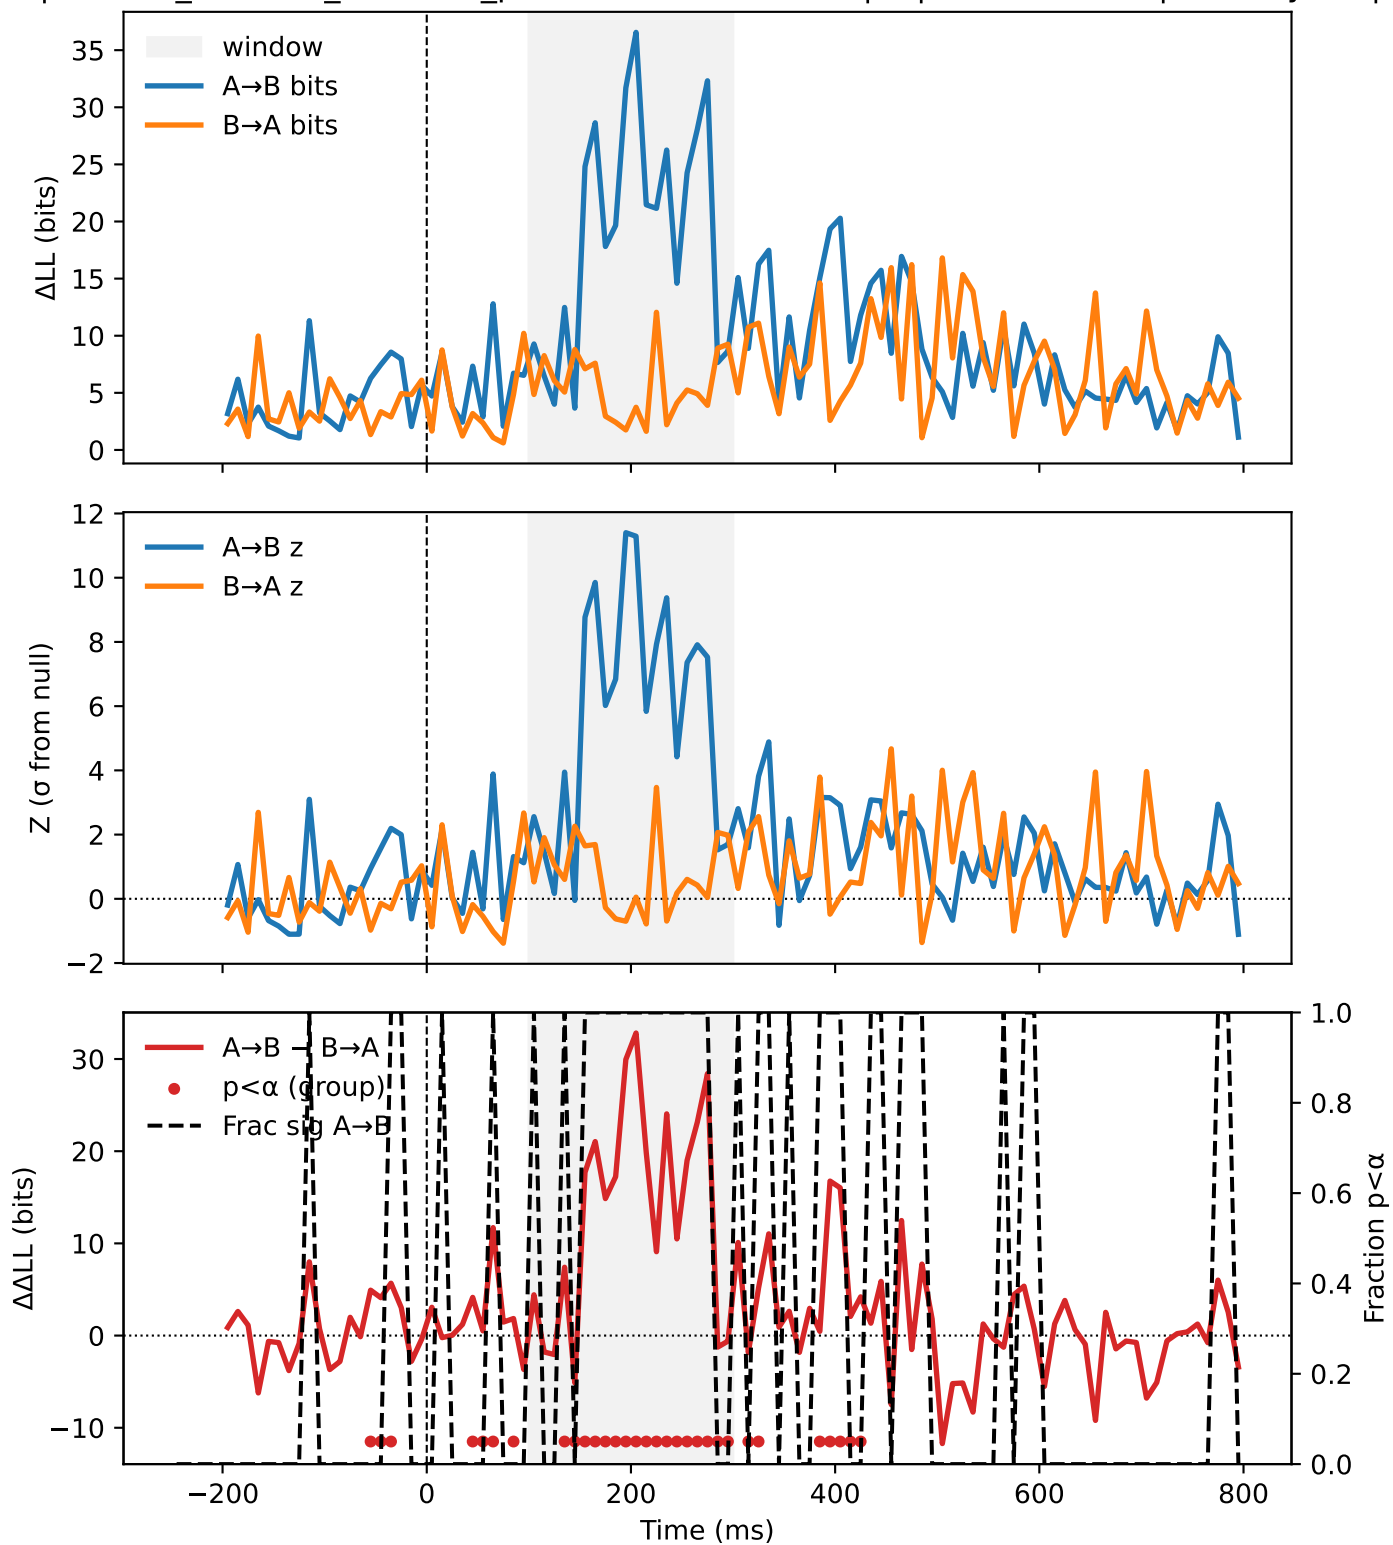 35
30
25
20
15
10
5
0
ΔLL (bits)
window
A→B bits
B→A bits
12
10
8
6
4
2
0
−2
Z (σ from null)
A→B z
B→A z
30
20
10
0
−10
ΔΔLL (bits)
A→B − B→A
p<α (group)
Frac sig A→B
1.0
0.8
0.6
0.4
0.2
0.0
Fraction p<α
−200 0 200 400 600 800
Time (ms)